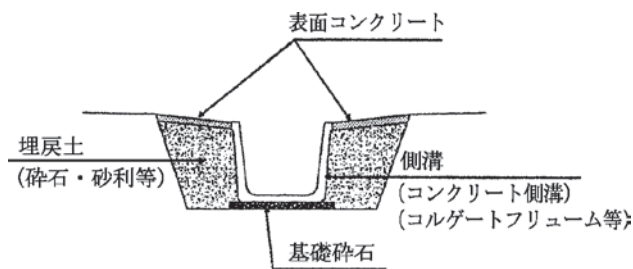 表面コンクリート
埋戻土
(砕石・砂利等)
側溝
(コンクリート側溝)
(コルゲートフリューム等)
基礎砕石